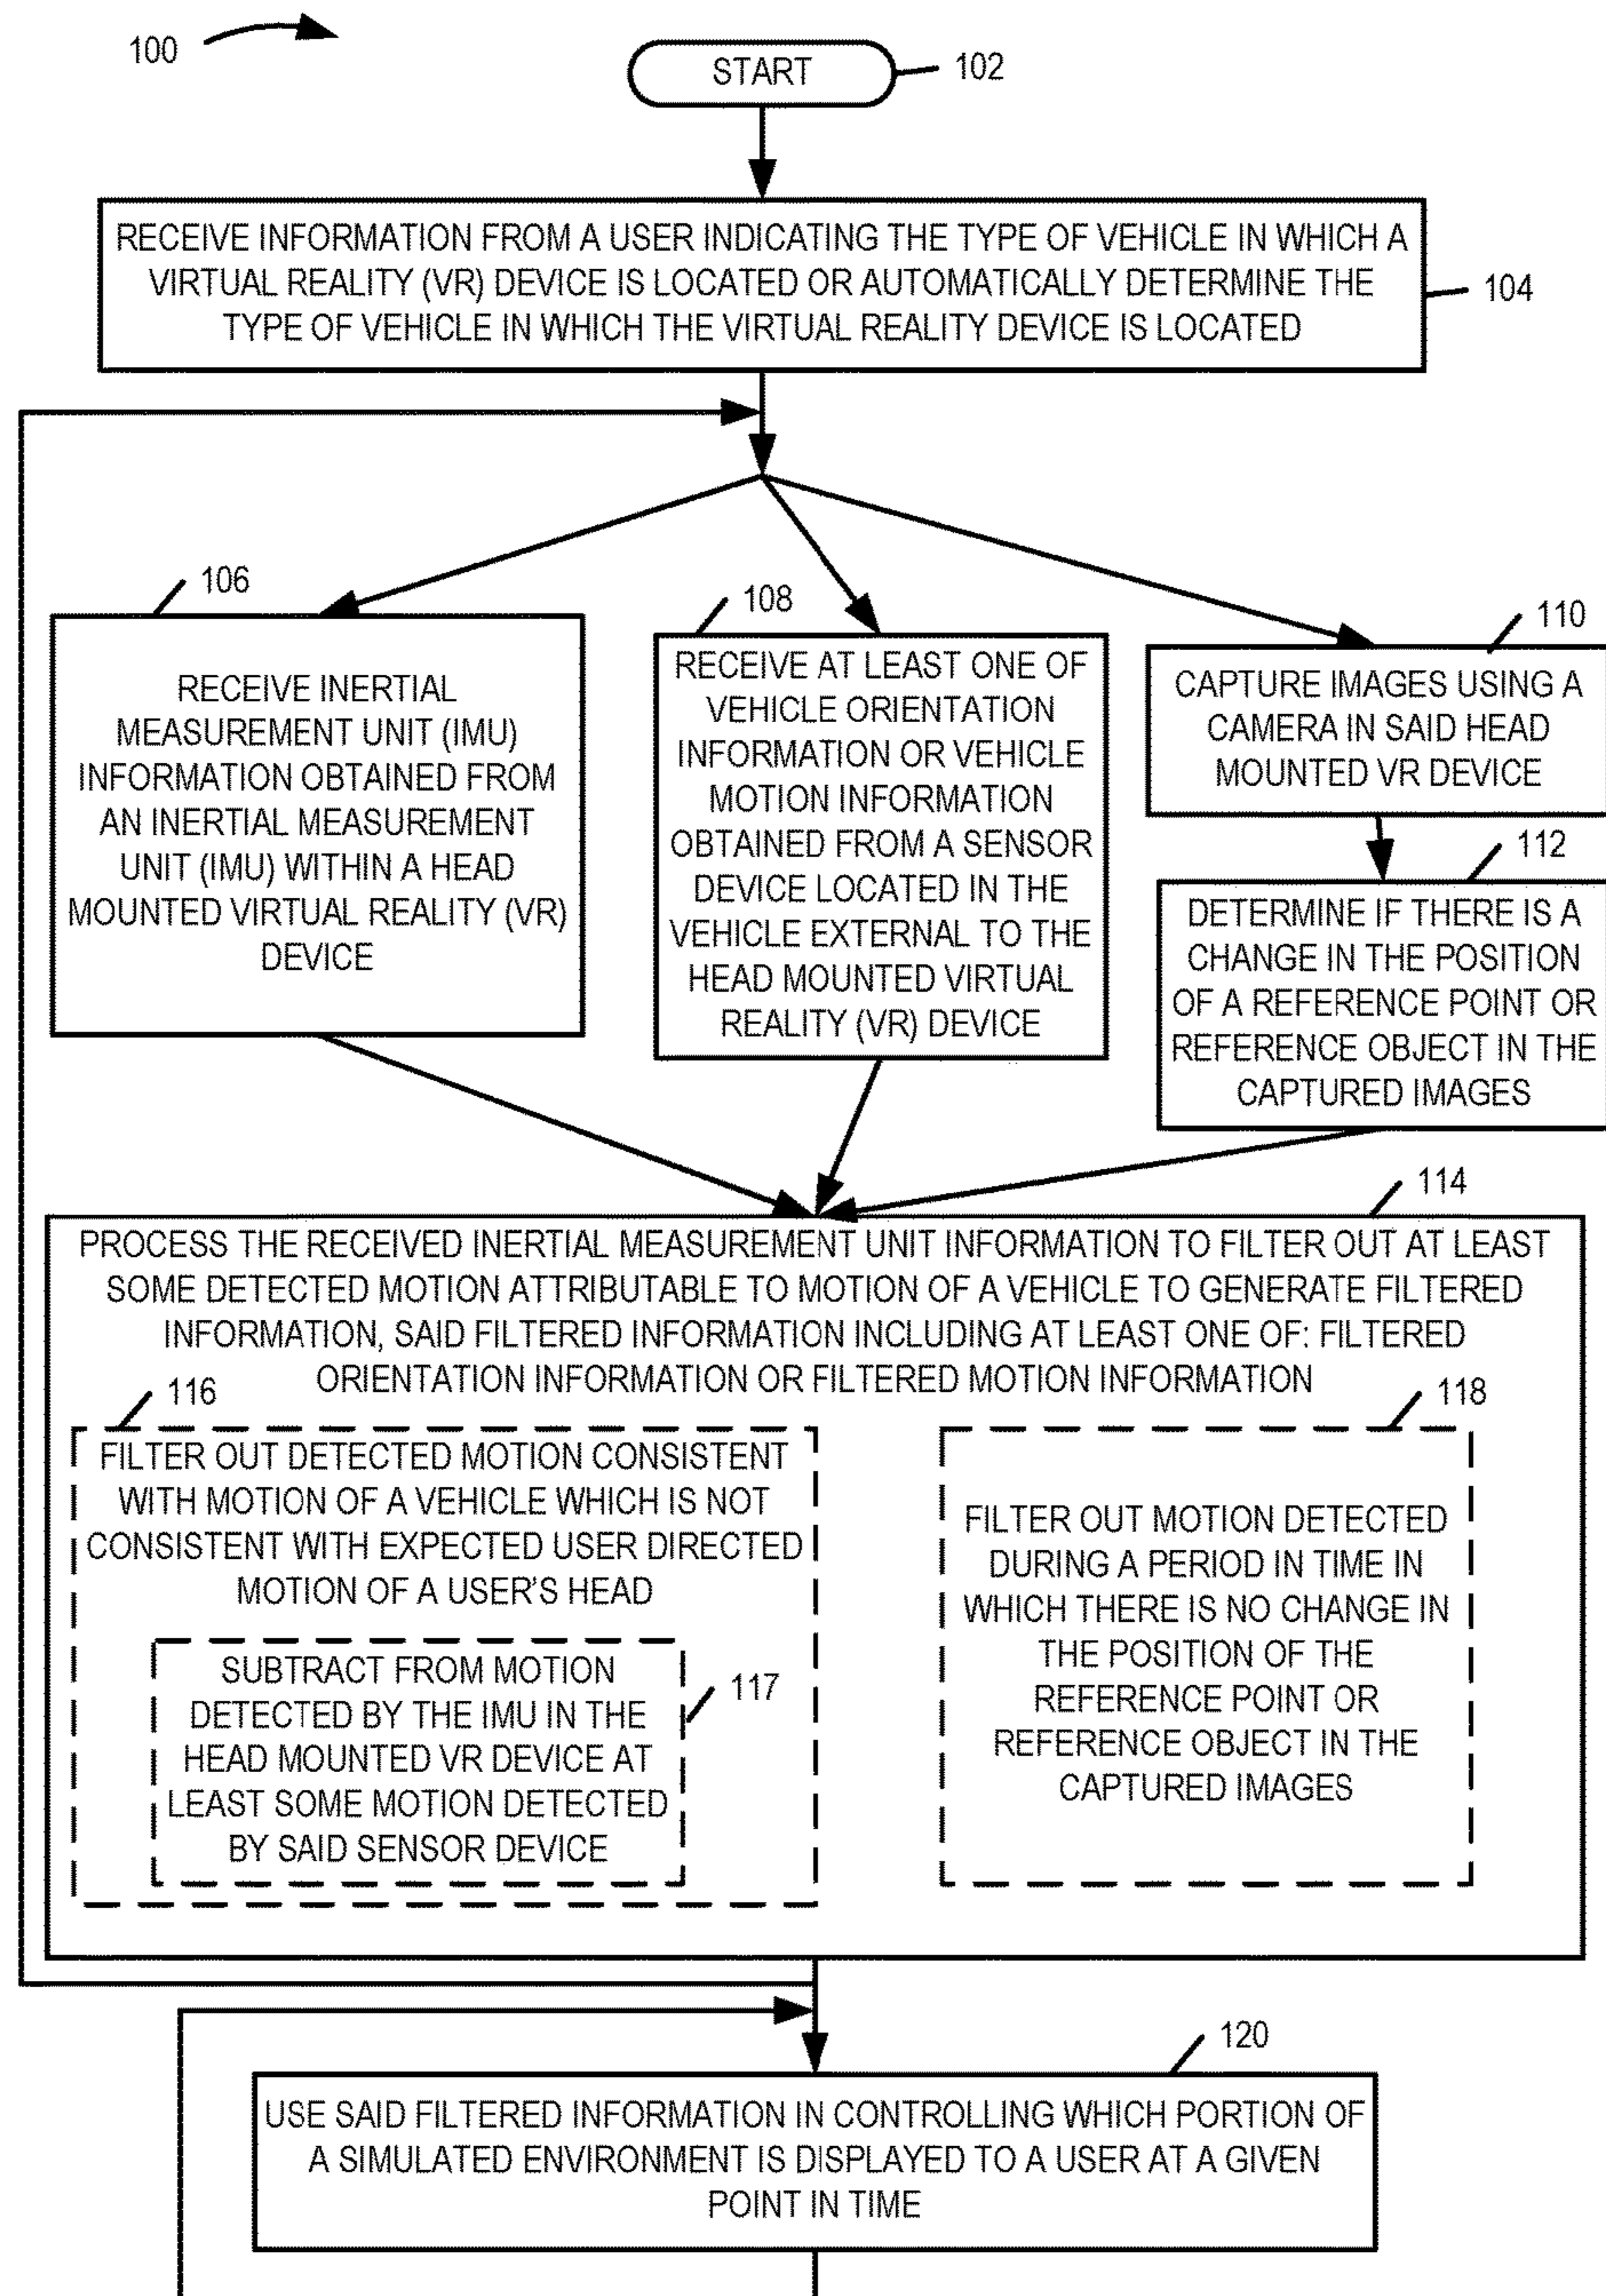 100
START
102
RECEIVE INFORMATION FROM A USER INDICATING THE TYPE OF VEHICLE IN WHICH A
VIRTUAL REALITY (VR) DEVICE IS LOCATED OR AUTOMATICALLY DETERMINE THE
TYPE OF VEHICLE IN WHICH THE VIRTUAL REALITY DEVICE IS LOCATED
104
106
RECEIVE INERTIAL
MEASUREMENT UNIT (IMU)
INFORMATION OBTAINED FROM
AN INERTIAL MEASUREMENT
UNIT (IMU) WITHIN A HEAD
MOUNTED VIRTUAL REALITY (VR)
DEVICE
108
RECEIVE AT LEAST ONE OF
VEHICLE ORIENTATION
INFORMATION OR VEHICLE
MOTION INFORMATION
OBTAINED FROM A SENSOR
DEVICE LOCATED IN THE
VEHICLE EXTERNAL TO THE
HEAD MOUNTED VIRTUAL
REALITY (VR) DEVICE
110
CAPTURE IMAGES USING A
CAMERA IN SAID HEAD
MOUNTED VR DEVICE
112
DETERMINE IF THERE IS A
CHANGE IN THE POSITION
OF A REFERENCE POINT OR
REFERENCE OBJECT IN THE
CAPTURED IMAGES
114
PROCESS THE RECEIVED INERTIAL MEASUREMENT UNIT INFORMATION TO FILTER OUT AT LEAST
SOME DETECTED MOTION ATTRIBUTABLE TO MOTION OF A VEHICLE TO GENERATE FILTERED
INFORMATION, SAID FILTERED INFORMATION INCLUDING AT LEAST ONE OF: FILTERED
ORIENTATION INFORMATION OR FILTERED MOTION INFORMATION
116
FILTER OUT DETECTED MOTION CONSISTENT
WITH MOTION OF A VEHICLE WHICH IS NOT
CONSISTENT WITH EXPECTED USER DIRECTED
MOTION OF A USER'S HEAD
SUBTRACT FROM MOTION
DETECTED BY THE IMU IN THE
HEAD MOUNTED VR DEVICE AT
LEAST SOME MOTION DETECTED
BY SAID SENSOR DEVICE
117
118
FILTER OUT MOTION DETECTED
DURING A PERIOD IN TIME IN
WHICH THERE IS NO CHANGE IN
THE POSITION OF THE
REFERENCE POINT OR
REFERENCE OBJECT IN THE
CAPTURED IMAGES
120
USE SAID FILTERED INFORMATION IN CONTROLLING WHICH PORTION OF
A SIMULATED ENVIRONMENT IS DISPLAYED TO A USER AT A GIVEN
POINT IN TIME